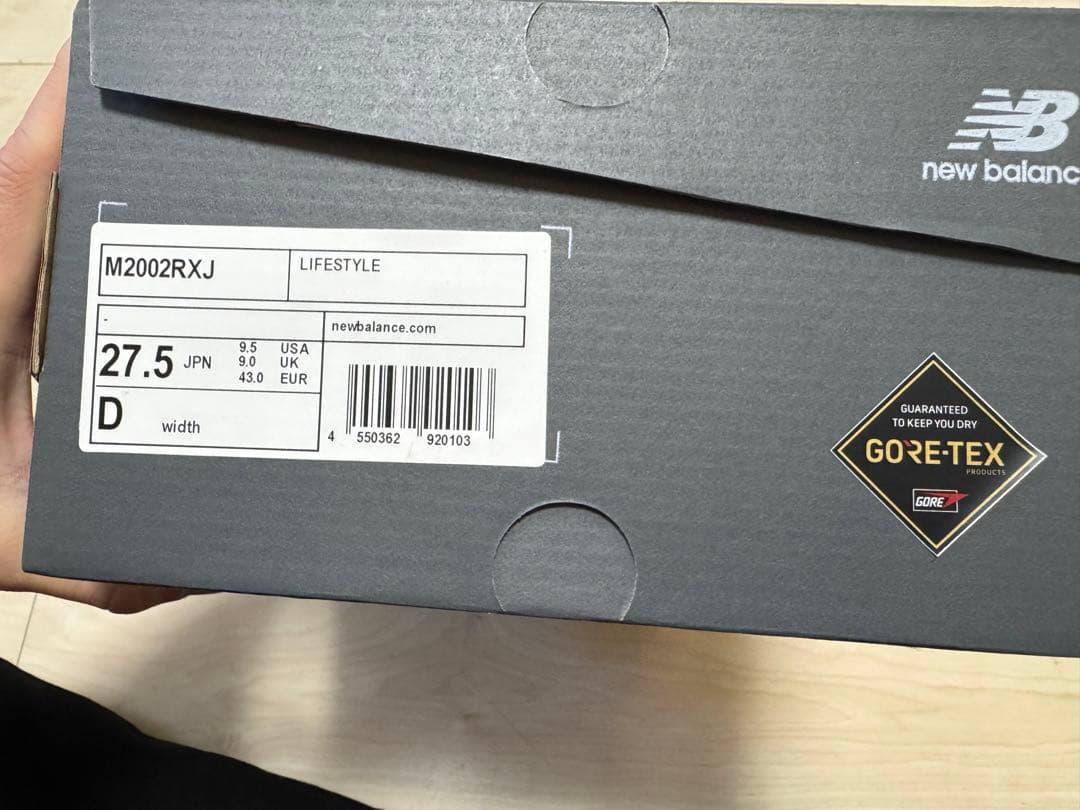 NB
new balanc
M2002RXJ
LIFESTYLE
-
newbalance.com
27.5 JPN
9.5 USA
9.0 UK
43.0 EUR
D width
4 550362 920103
GUARANTEED
TO KEEP YOU DRY
GORE-TEX
PRODUCTS
GORE